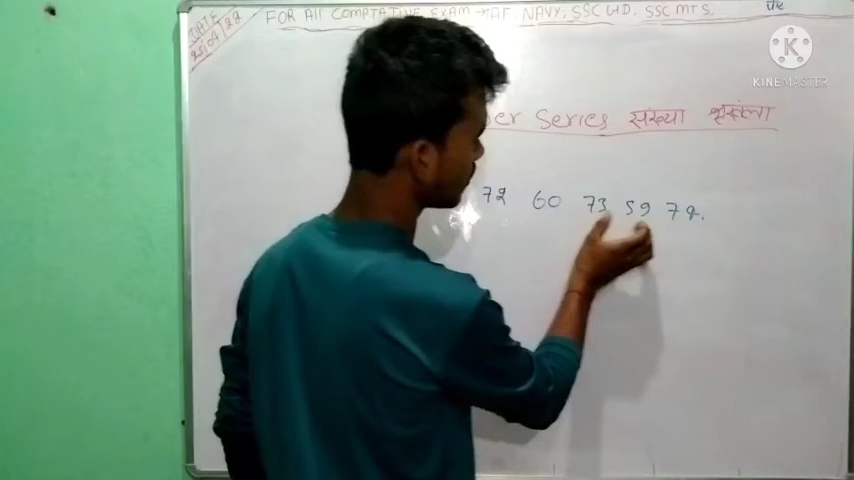 DATE
FOR ALL COMPTATIVE EXAM → AF, NAVY, SSC GD, SSC MTS,
K
KINEMASTER
Series संख्या श्रृंखला
72 60 73 59 74.